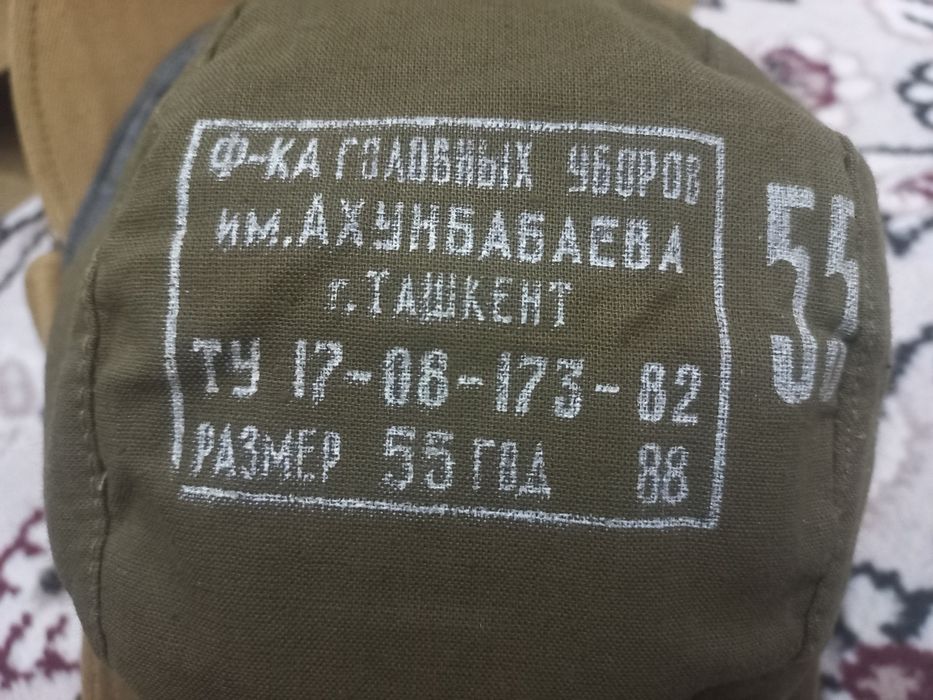 Ф-КА ГОЛОВНЫХ УБОРОВ
им. АХУНБАБАЕВА
г. ТАШКЕНТ
ТУ 17-08-173-82
РАЗМЕР 55 ГОД 88
55